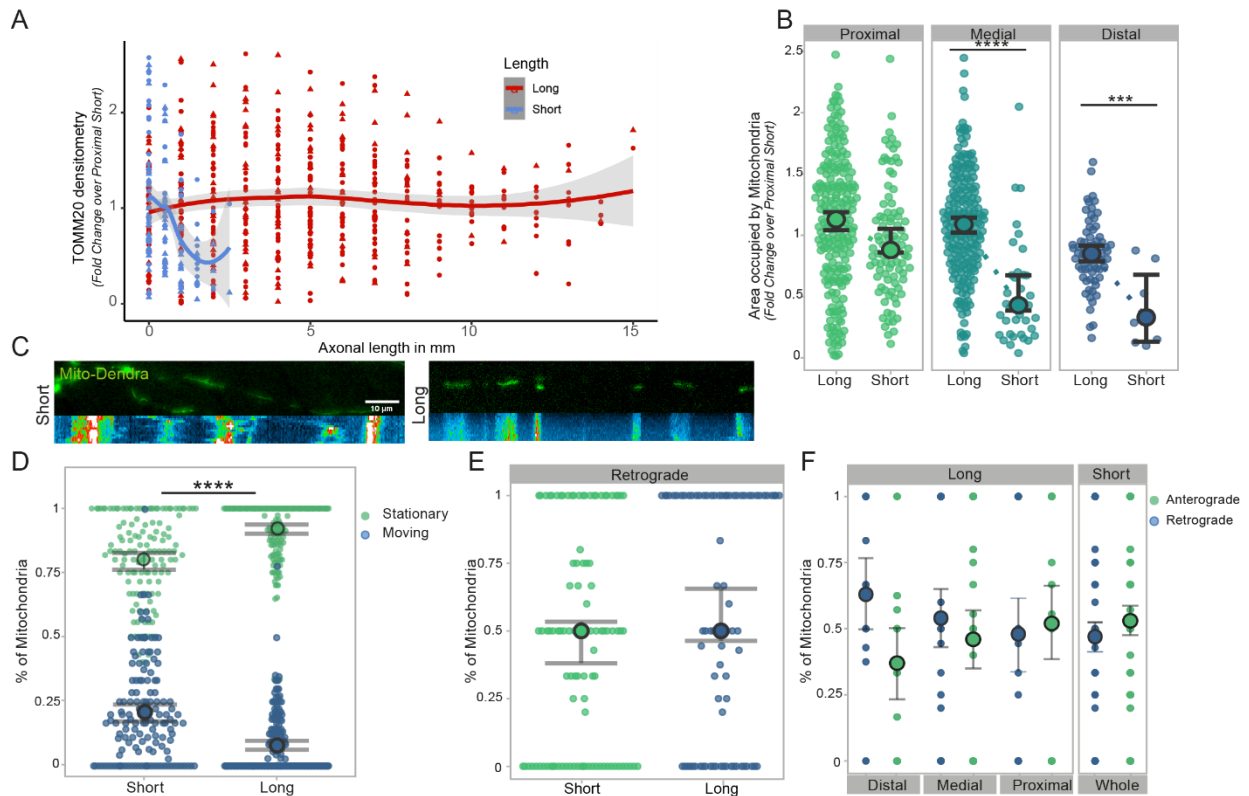 A
TOMM20 densitometry
(Fold Change over Proximal Short)
2
1
0
0
5
10
15
Axonal length in mm
Length
Long
Short
B
Proximal
Medial
Distal
****
***
Area occupied by Mitochondria
(Fold Change over Proximal Short)
2.5
2
1.5
1
0.5
0
Long
Short
Long
Short
Long
Short
C
Short
Mito-Déndra
10 µm
Long
D
****
% of Mitochondria
1
0.75
0.5
0.25
0
Short
Long
Stationary
Moving
E
Retrograde
% of Mitochondria
1
0.75
0.5
0.25
0
Short
Long
F
Long
Short
% of Mitochondria
1
0.75
0.5
0.25
0
Distal
Medial
Proximal
Whole
Anterograde
Retrograde